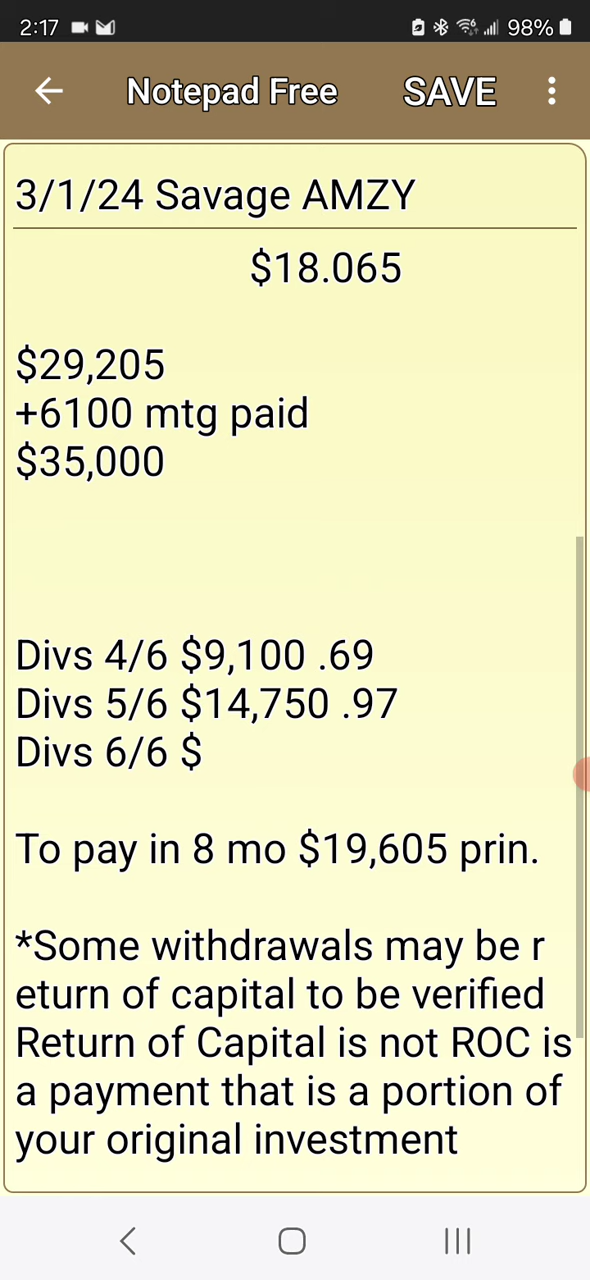 2:17 98%
Notepad Free SAVE
3/1/24 Savage AMZY
$18.065
$29,205
+6100 mtg paid
$35,000
Divs 4/6 $9,100 .69
Divs 5/6 $14,750 .97
Divs 6/6 $
To pay in 8 mo $19,605 prin.
*Some withdrawals may be r
eturn of capital to be verified
Return of Capital is not ROC is
a payment that is a portion of
your original investment